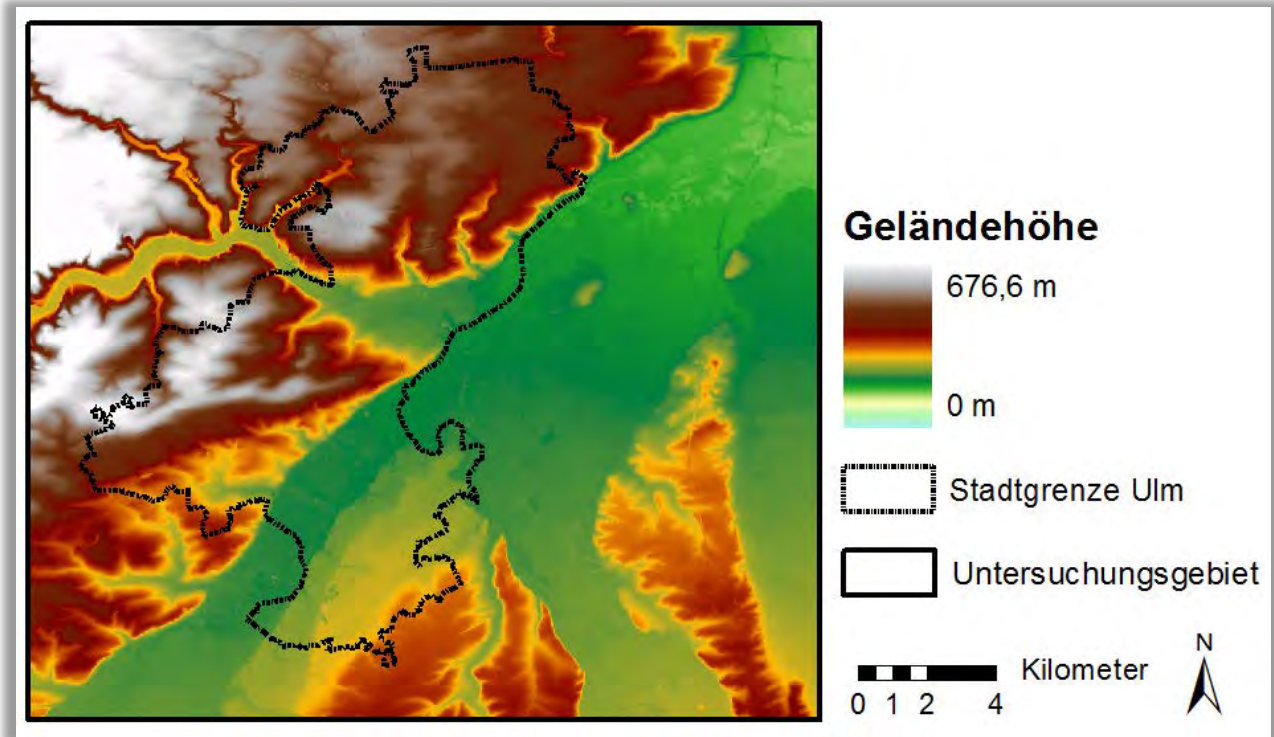 Geländehöhe
676,6 m
0 m
Stadtgrenze Ulm
Untersuchungsgebiet
N
Kilometer
0 1 2 4